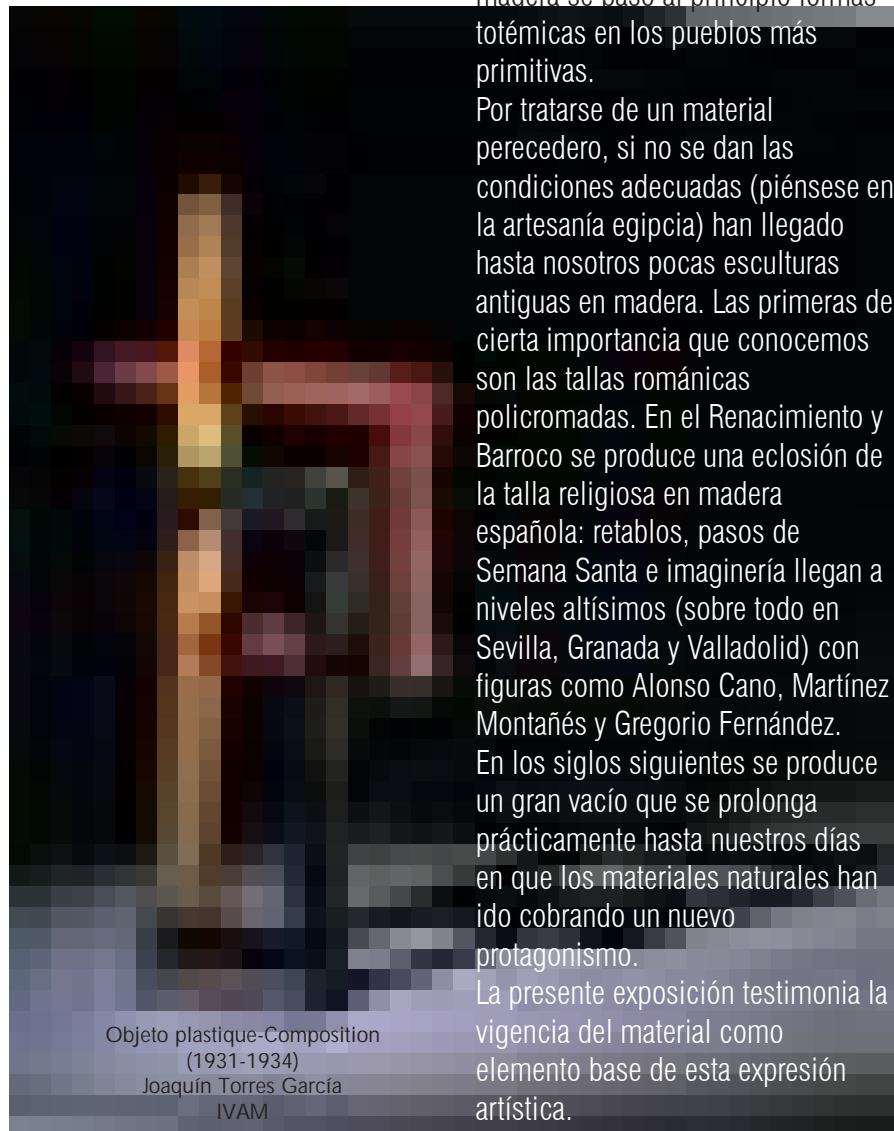 madera se basó al principio formas
totémicas en los pueblos más
primitivas.
Por tratarse de un material
perecedero, si no se dan las
condiciones adecuadas (piénsese en
la artesanía egipcia) han llegado
hasta nosotros pocas esculturas
antiguas en madera. Las primeras de
cierta importancia que conocemos
son las tallas románicas
policromadas. En el Renacimiento y
Barroco se produce una eclosión de
la talla religiosa en madera
española: retablos, pasos de
Semana Santa e imaginería llegan a
niveles altísimos (sobre todo en
Sevilla, Granada y Valladolid) con
figuras como Alonso Cano, Martínez
Montañés y Gregorio Fernández.
En los siglos siguientes se produce
un gran vacío que se prolonga
prácticamente hasta nuestros días
en que los materiales naturales han
ido cobrando un nuevo
protagonismo.
La presente exposición testimonia la
vigencia del material como
elemento base de esta expresión
artística.
Objeto plastique-Composition
(1931-1934)
Joaquín Torres García
IVAM